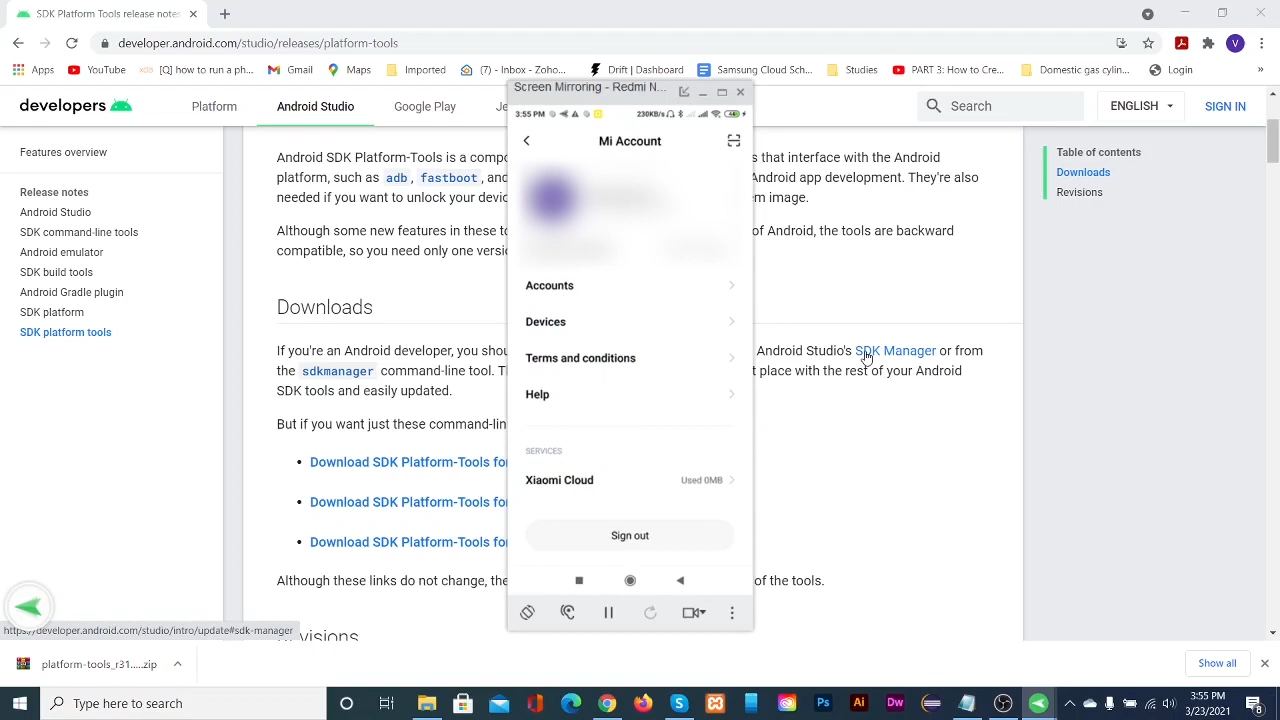 SDK Platform Tools release notes
developer.android.com/studio/releases/platform-tools
V
Apps
YouTube
xda
[Q] how to run a ph...
Gmail
Maps
Imported
(7) - Inbox - Zoho...
Drift | Dashboard
Samsung Cloud Sch...
Studies
PART 3: How to Cre...
Domestic gas cylin...
Login
»
developers
Platform
Android Studio
Google Play
Je
Search
ENGLISH
SIGN IN
Features overview
Release notes
Android Studio
SDK command-line tools
Android emulator
SDK build tools
Android Gradle plugin
SDK platform
SDK platform tools
Android SDK Platform-Tools is a compo
s that interface with the Android
platform, such as adb, fastboot, and
Android app development. They're also
needed if you want to unlock your devic
em image.
Although some new features in these to
of Android, the tools are backward
compatible, so you need only one versio
Downloads
If you're an Android developer, you shou
Android Studio's SDK Manager or from
the sdkmanager command-line tool. T
t place with the rest of your Android
SDK tools and easily updated.
But if you want just these command-lin
• Download SDK Platform-Tools for
• Download SDK Platform-Tools for
• Download SDK Platform-Tools for
Although these links do not change, the
of the tools.
Revisions
Table of contents
Downloads
Revisions
Screen Mirroring - Redmi N...
3:55 PM
230KB/s
Mi Account
Accounts
Devices
Terms and conditions
Help
SERVICES
Xiaomi Cloud
Used 0MB
Sign out
https://developer.android.com/studio/intro/update#sdk-manager
platform-tools_r31....zip
Show all
Type here to search
Ps
Ai
Dw
3:55 PM
3/23/2021